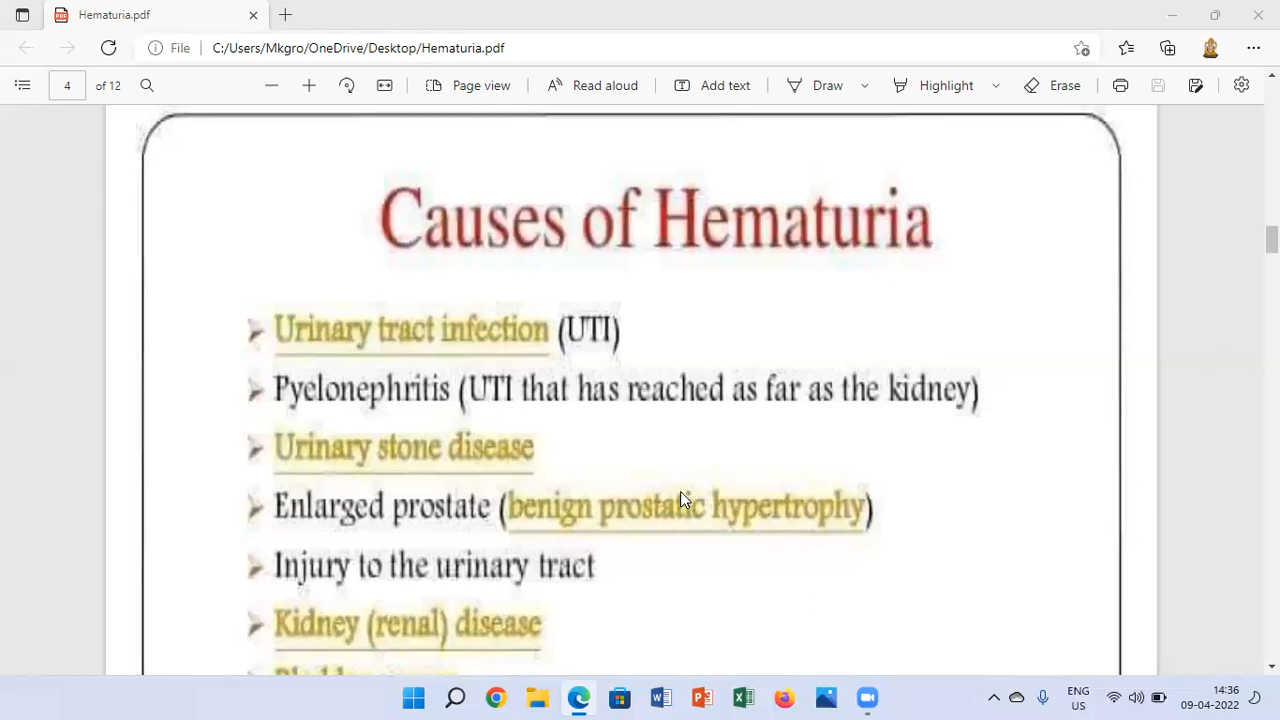 Hematuria.pdf
File C:/Users/Mkgro/OneDrive/Desktop/Hematuria.pdf
4 of 12 Page view Read aloud Add text Draw Highlight Erase
Causes of Hematuria
Urinary tract infection (UTI)
Pyelonephritis (UTI that has reached as far as the kidney)
Urinary stone disease
Enlarged prostate (benign prostatic hypertrophy)
Injury to the urinary tract
Kidney (renal) disease
ENG 14:36
US 09-04-2022